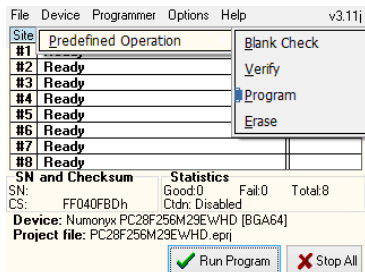 File Device Programmer Options Help v3.11j
Site Predefined Operation Blank Check
#1
#2 Ready Verify
#3 Ready
#4 Ready Program
#5 Ready
#6 Ready Erase
#7 Ready
#8 Ready
SN and Checksum Statistics
SN: Good:0 Fail:0 Total:8
CS: FF040FBDh Ctdn: Disabled
Device: Numonyx PC28F256M29EWHD [BGA64]
Project file: PC28F256M29EWHD.eprj
Run Program Stop All